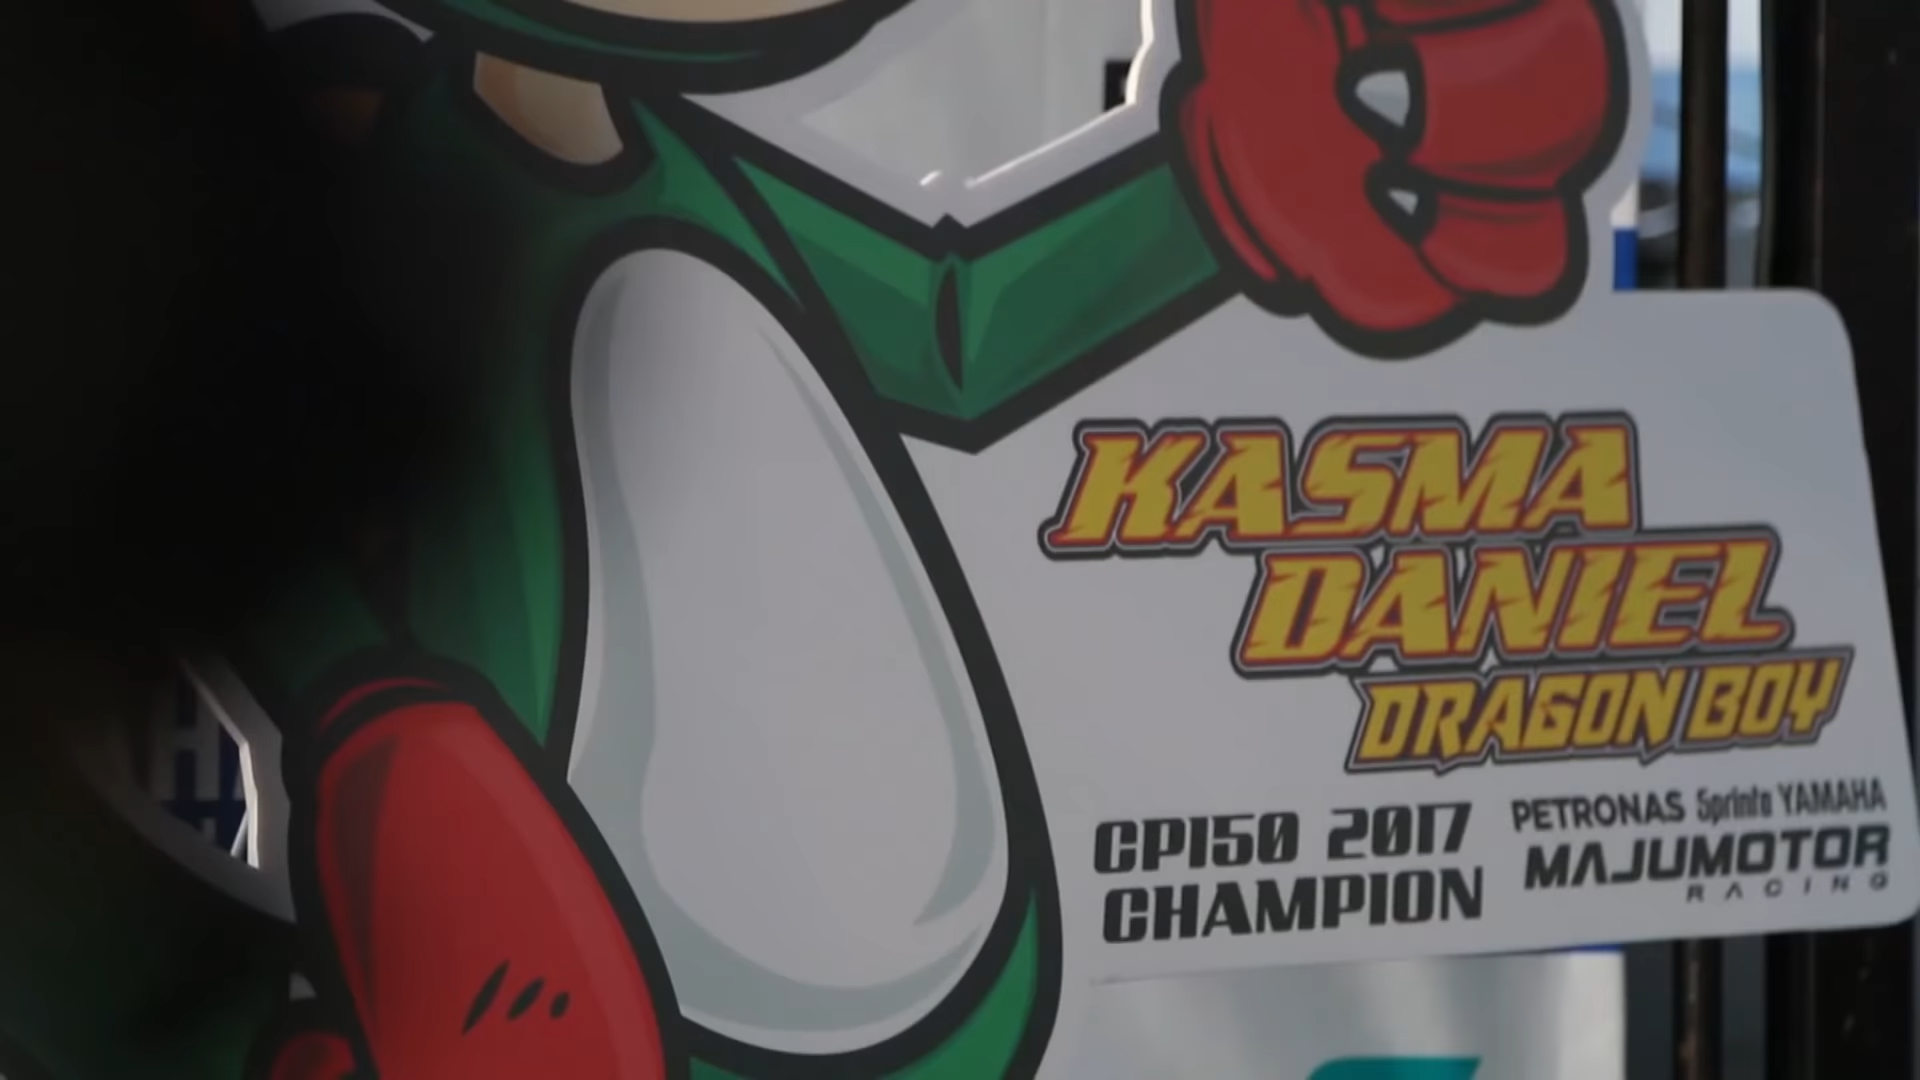 KASMA
DANIEL
DRAGON BOY
CP150 2017
CHAMPION
PETRONAS Sprinta YAMAHA
MAJUMOTOR
RACING